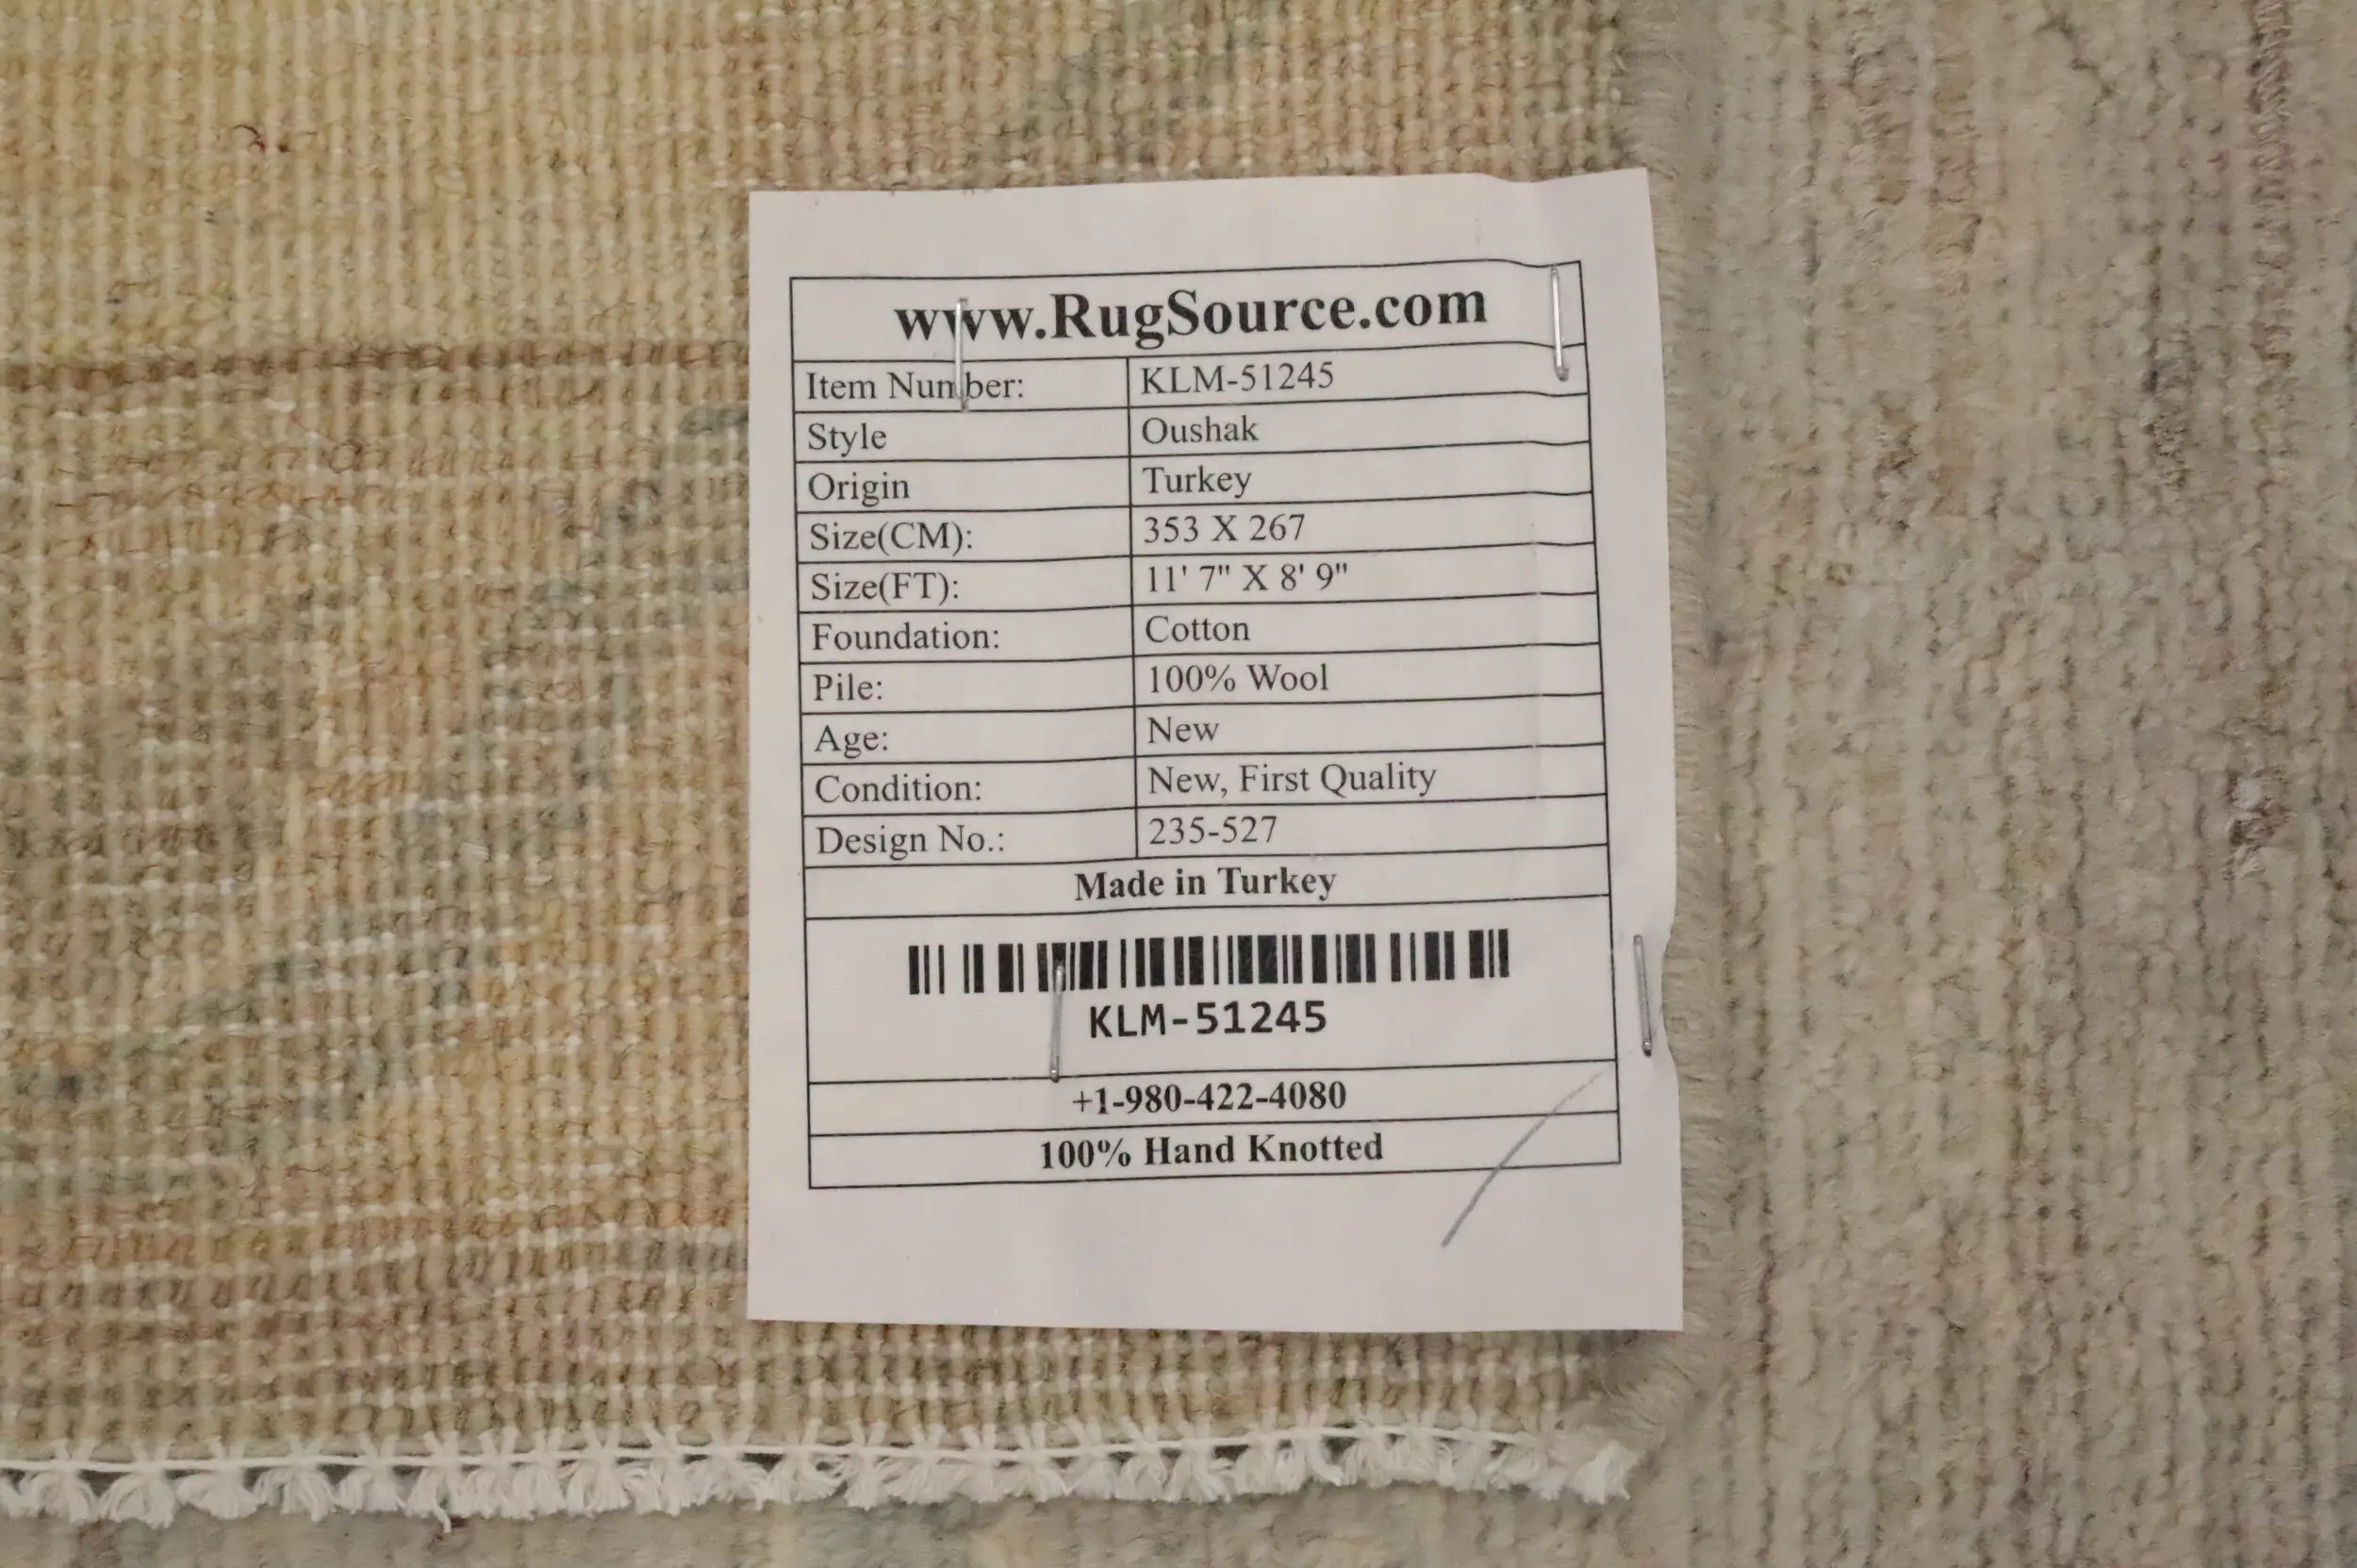 www.RugSource.com
Item Number: KLM-51245
Style Oushak
Origin Turkey
Size(CM): 353 X 267
Size(FT): 11' 7" X 8' 9"
Foundation: Cotton
Pile: 100% Wool
Age: New
Condition: New, First Quality
Design No.: 235-527
Made in Turkey
KLM-51245
+1-980-422-4080
100% Hand Knotted